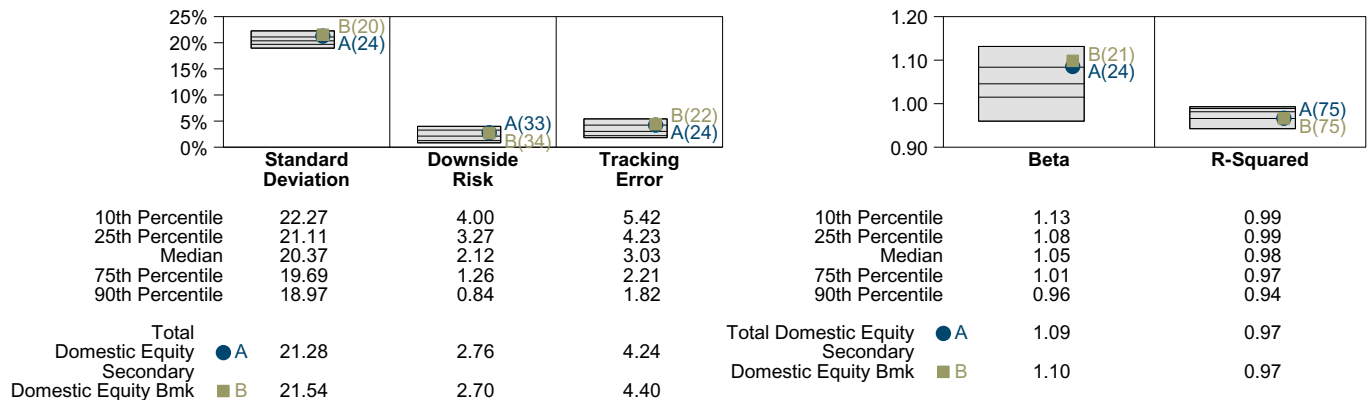 25%
20%
15%
10%
5%
0%
B(20)
A(24)
A(33)
B(34)
B(22)
A(24)
Standard Deviation
Downside Risk
Tracking Error
10th Percentile 22.27 4.00 5.42
25th Percentile 21.11 3.27 4.23
Median 20.37 2.12 3.03
75th Percentile 19.69 1.26 2.21
90th Percentile 18.97 0.84 1.82
Total
Domestic Equity A 21.28 2.76 4.24
Secondary
Domestic Equity Bmk B 21.54 2.70 4.40
1.20
1.10
1.00
0.90
B(21)
A(24)
A(75)
B(75)
Beta
R-Squared
10th Percentile 1.13 0.99
25th Percentile 1.08 0.99
Median 1.05 0.98
75th Percentile 1.01 0.97
90th Percentile 0.96 0.94
Total Domestic Equity A 1.09 0.97
Secondary
Domestic Equity Bmk B 1.10 0.97